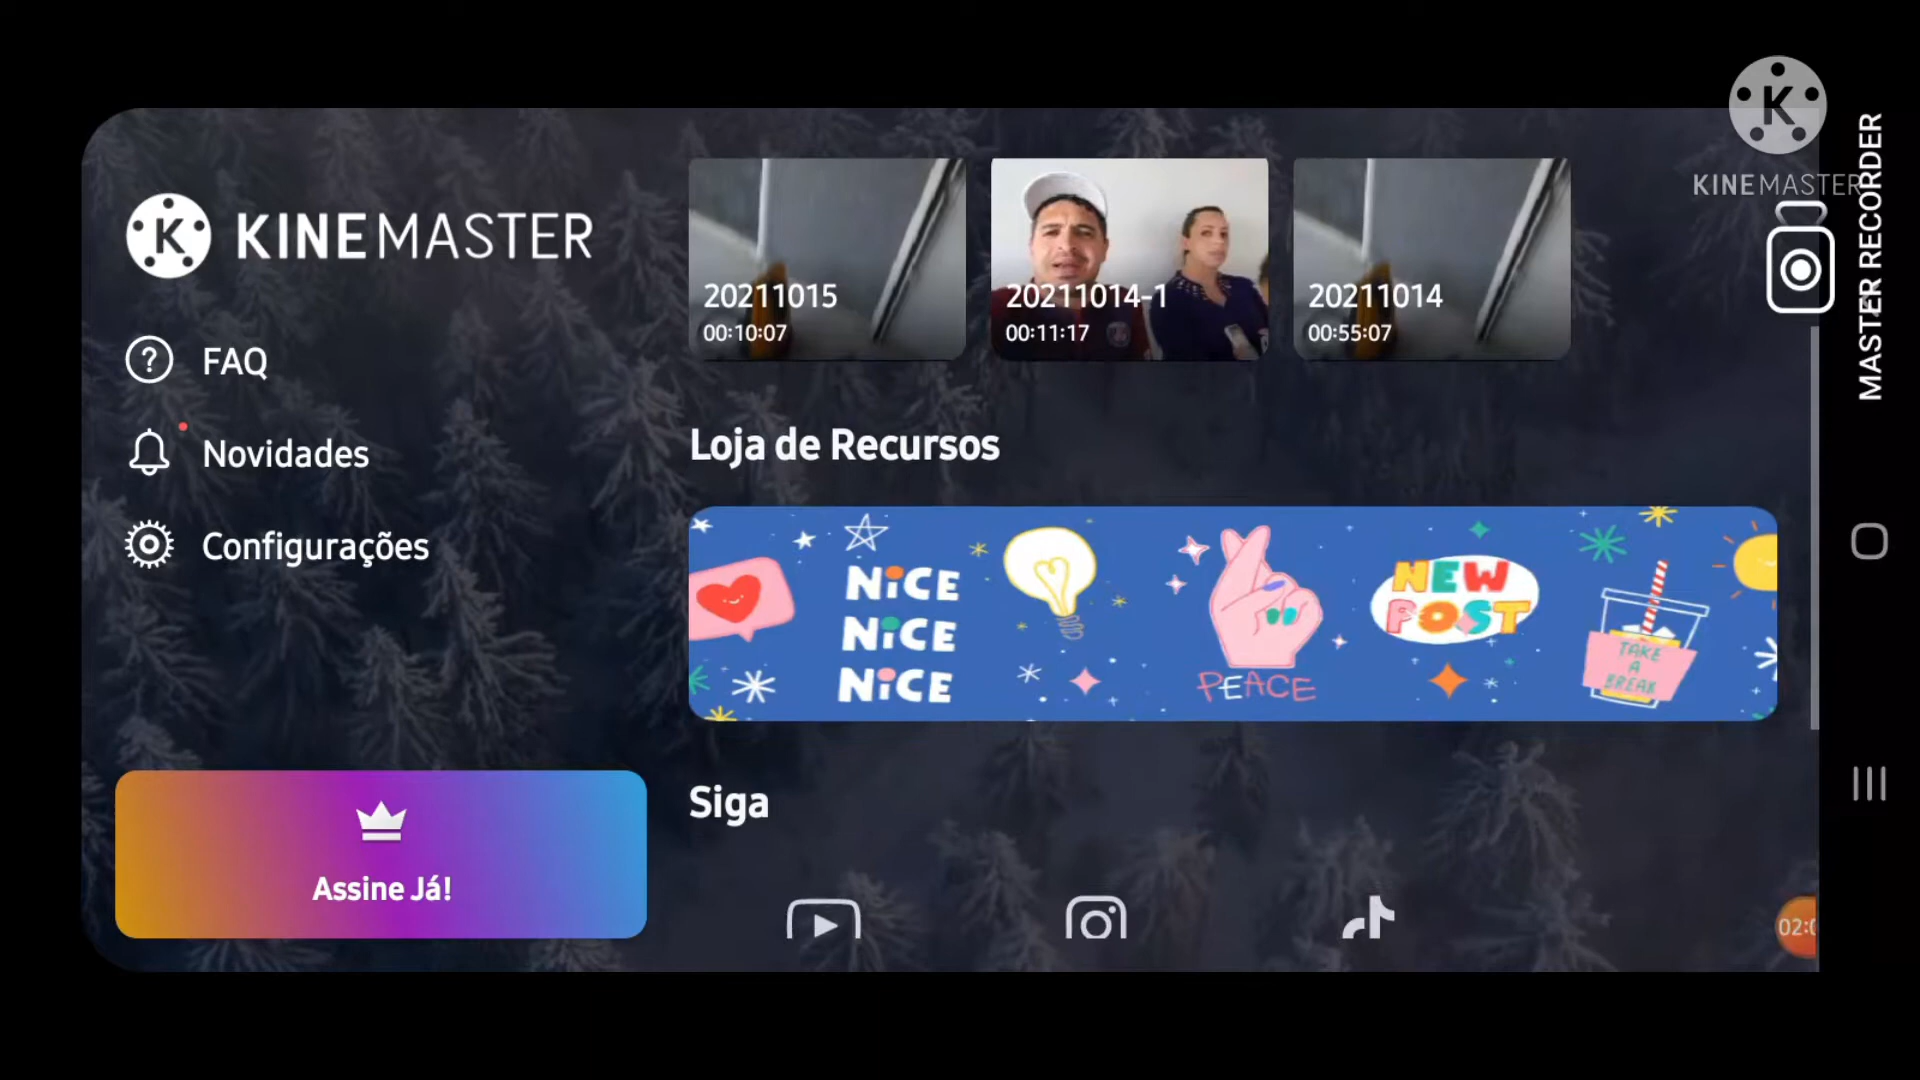 KINEMASTER
FAQ
Novidades
Configurações
Assine Já!
20211015
00:10:07
20211014-1
00:11:17
20211014
00:55:07
Loja de Recursos
NiCE
NiCE
NiCE
PEACE
NEW
POST
TAKE
A
BREAK
Siga
KINEMASTER
MASTER RECORDER